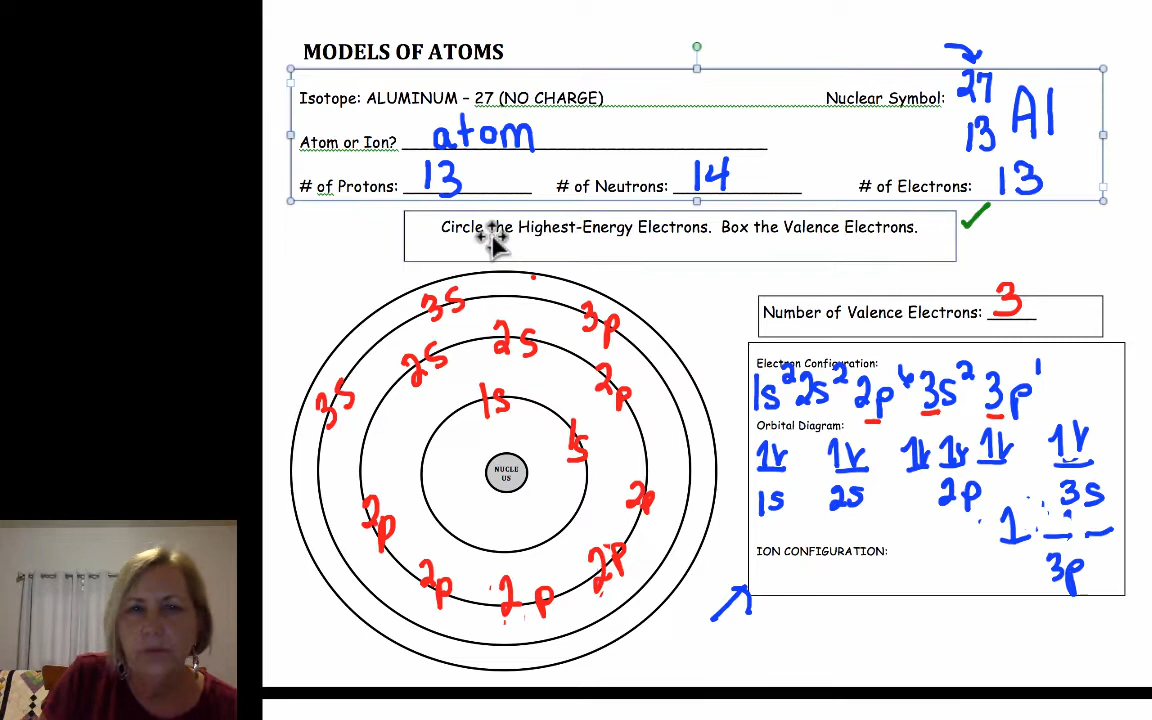 MODELS OF ATOMS
Isotope: ALUMINUM – 27 (NO CHARGE) Nuclear Symbol: 27 13 Al
Atom or Ion? atom
# of Protons: 13 # of Neutrons: 14 # of Electrons: 13
Circle the Highest-Energy Electrons. Box the Valence Electrons. ✓
Number of Valence Electrons: 3
Electron Configuration:
1s² 2s² 2p⁶ 3s² 3p¹
Orbital Diagram:
1s 2s 2p 3s
3p
ION CONFIGURATION:
3s 3p
2s 2s
3s 1s 2p
1s
NUCLE
US
2p 2p
2p 2p 2p